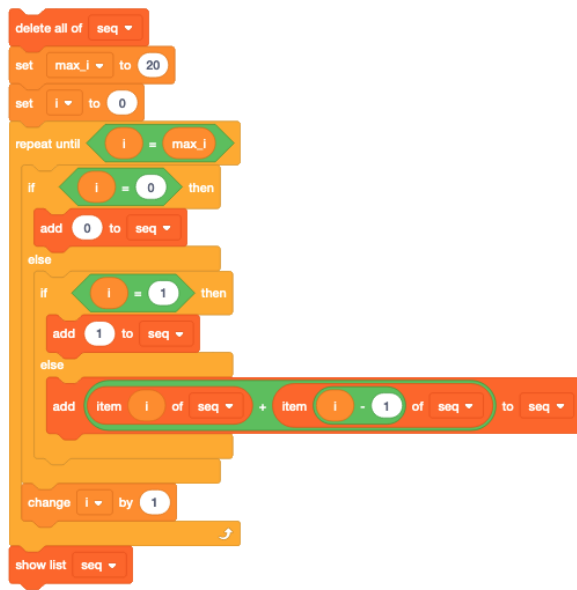 delete all of seq
set max_i to 20
set i to 0
repeat until i = max_i
if i = 0 then
add 0 to seq
else
if i = 1 then
add 1 to seq
else
add item i of seq + item i - 1 of seq to seq
change i by 1
show list seq